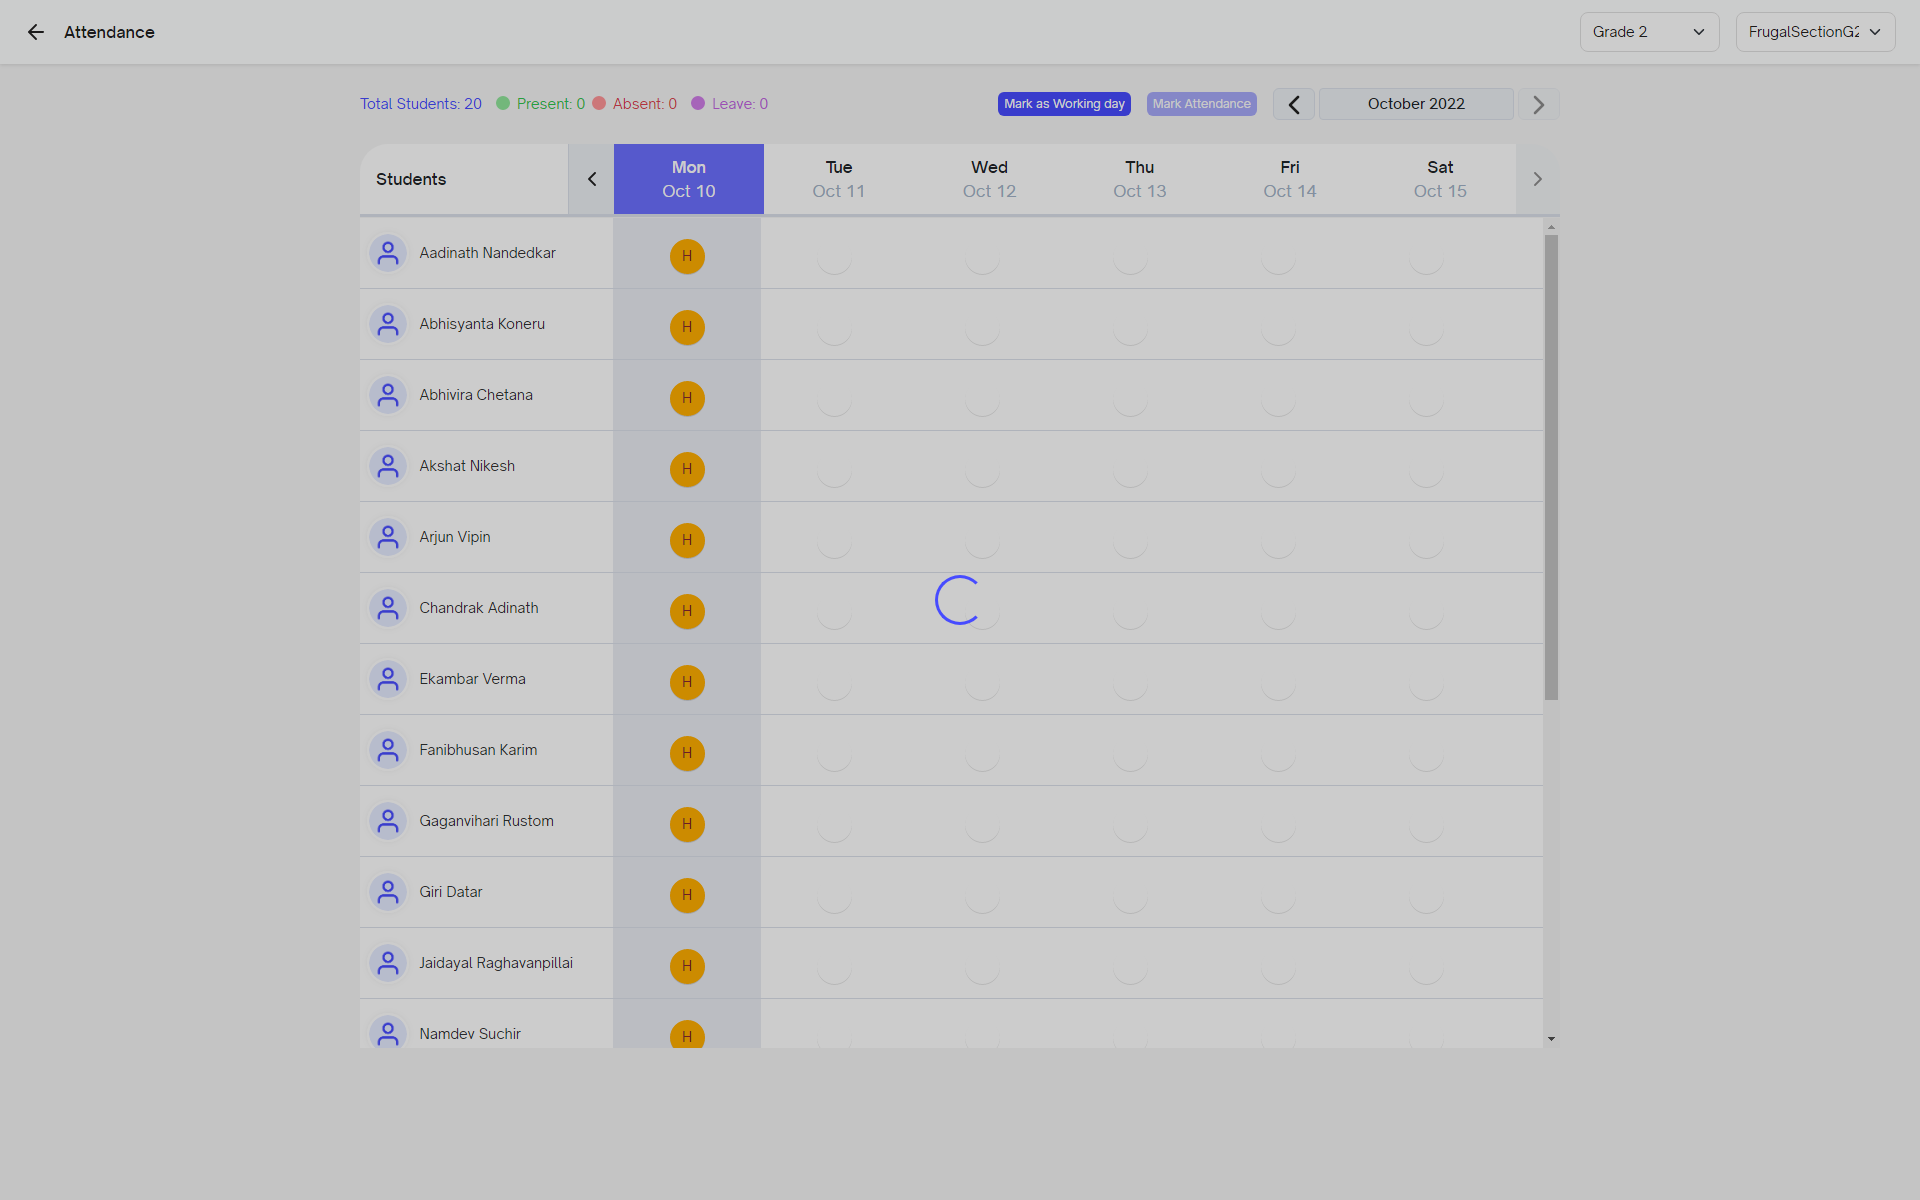 Attendance
Grade 2
FrugalSectionG2
Total Students: 20 Present: 0 Absent: 0 Leave: 0
Mark as Working day
Mark Attendance
October 2022
Students
Mon Tue Wed Thu Fri Sat
Oct 10 Oct 11 Oct 12 Oct 13 Oct 14 Oct 15
Aadinath Nandedkar H
Abhisyanta Koneru H
Abhivira Chetana H
Akshat Nikesh H
Arjun Vipin H
Chandrak Adinath H
Ekambar Verma H
Fanibhusan Karim H
Gaganvihari Rustom H
Giri Datar H
Jaidayal Raghavanpillai H
Namdev Suchir H